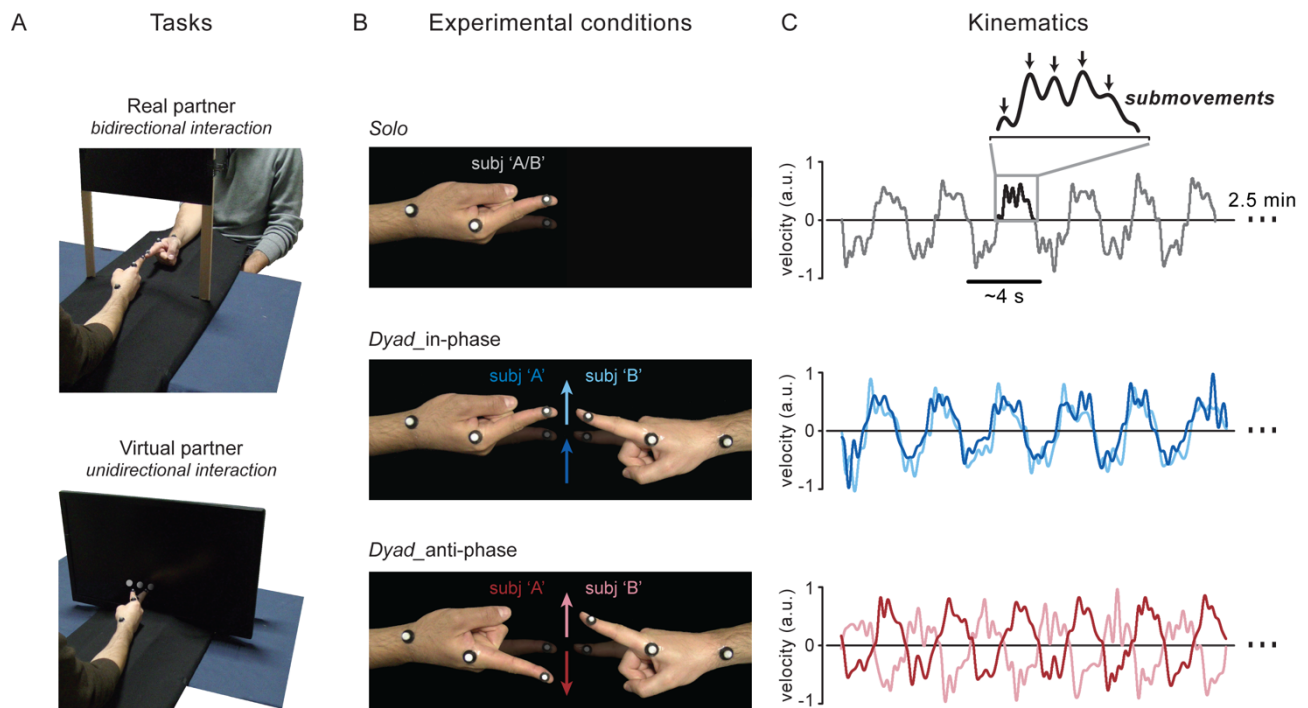 A
Tasks
Real partner
bidirectional interaction
Virtual partner
unidirectional interaction
B
Experimental conditions
Solo
subj ‘A/B’
Dyad_in-phase
subj ‘A’
subj ‘B’
Dyad_anti-phase
subj ‘A’
subj ‘B’
C
Kinematics
submovements
velocity (a.u.)
1
0
-1
2.5 min
...
~4 s
velocity (a.u.)
1
0
-1
...
velocity (a.u.)
1
0
-1
...